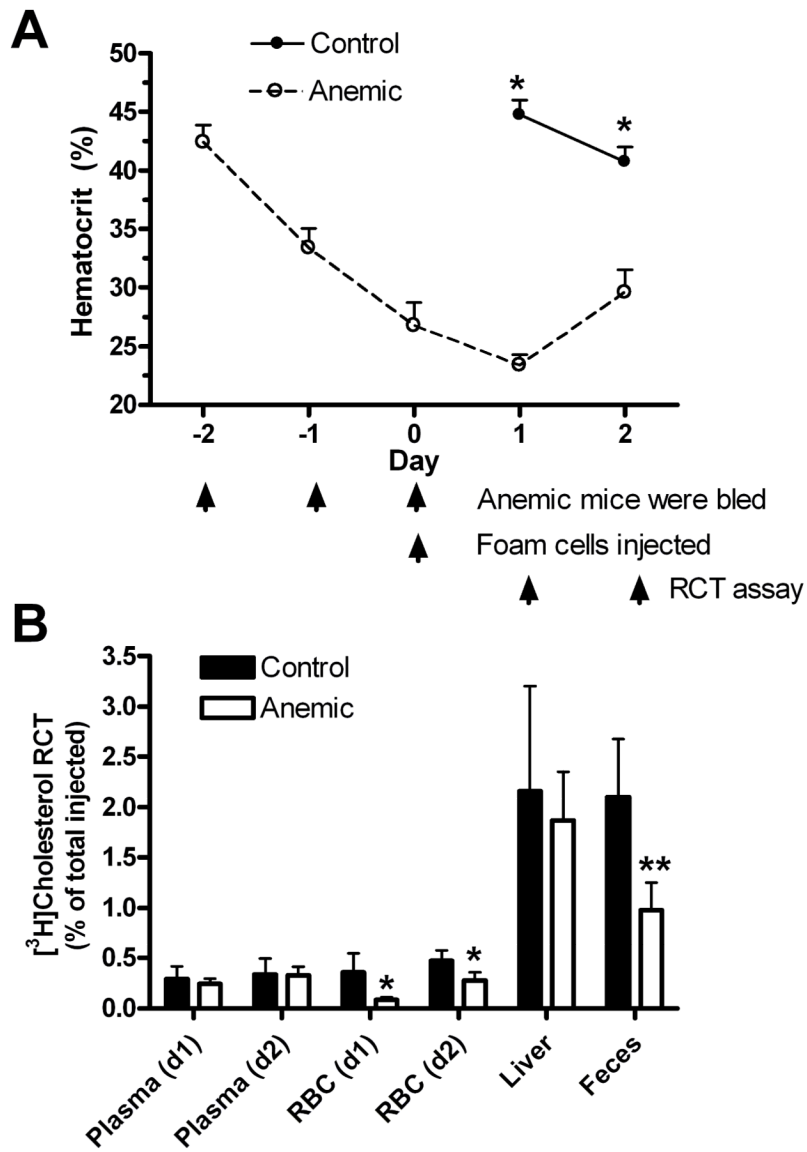 A
Control
Anemic
*
*
50
45
40
35
30
25
20
Hematocrit (%)
-2 -1 0 1 2
Day
Anemic mice were bled
Foam cells injected
RCT assay
B
Control
Anemic
3.5
3.0
2.5
2.0
1.5
1.0
0.5
0.0
[³H]Cholesterol RCT
(% of total injected)
* * **
Plasma (d1)
Plasma (d2)
RBC (d1)
RBC (d2)
Liver
Feces